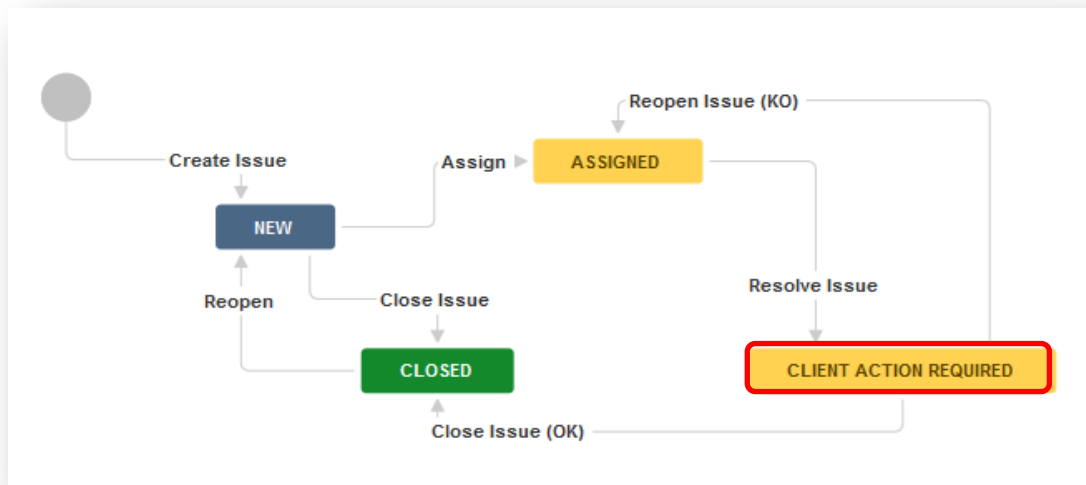 Reopen Issue (KO)
Create Issue
Assign
ASSIGNED
NEW
Resolve Issue
Reopen
Close Issue
CLOSED
CLIENT ACTION REQUIRED
Close Issue (OK)